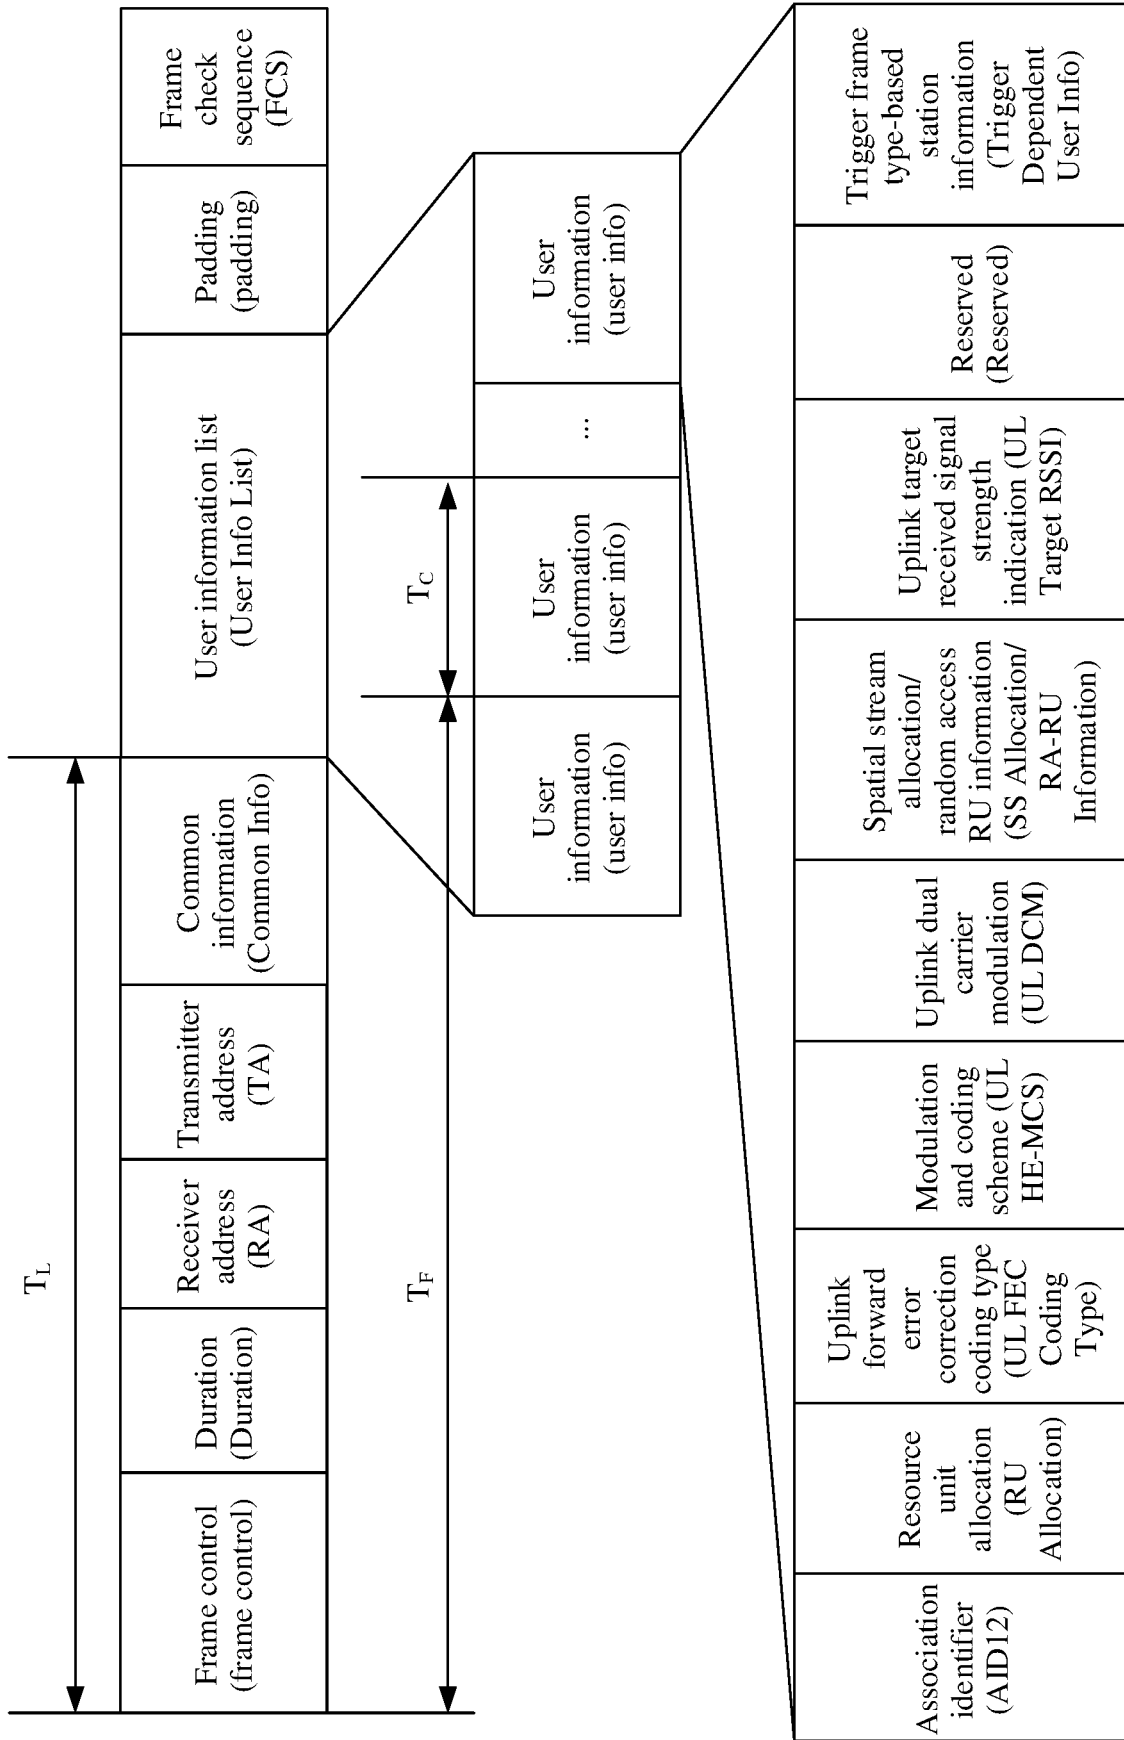 T_L
Frame control
(frame control)
Duration
(Duration)
Receiver
address
(RA)
Transmitter
address
(TA)
Common
information
(Common Info)
User information list
(User Info List)
Padding
(padding)
Frame
check
sequence
(FCS)
T_F
T_C
User
information
(user info)
User
information
(user info)
...
User
information
(user info)
Association
identifier
(AID12)
Resource
unit
allocation
(RU
Allocation)
Uplink
forward
error
correction
coding type
(UL FEC
Coding
Type)
Modulation
and coding
scheme (UL
HE-MCS)
Uplink dual
carrier
modulation
(UL DCM)
Spatial stream
allocation/
random access
RU information
(SS Allocation/
RA-RU
Information)
Uplink target
received signal
strength
indication (UL
Target RSSI)
Reserved
(Reserved)
Trigger frame
type-based
station
information
(Trigger
Dependent
User Info)